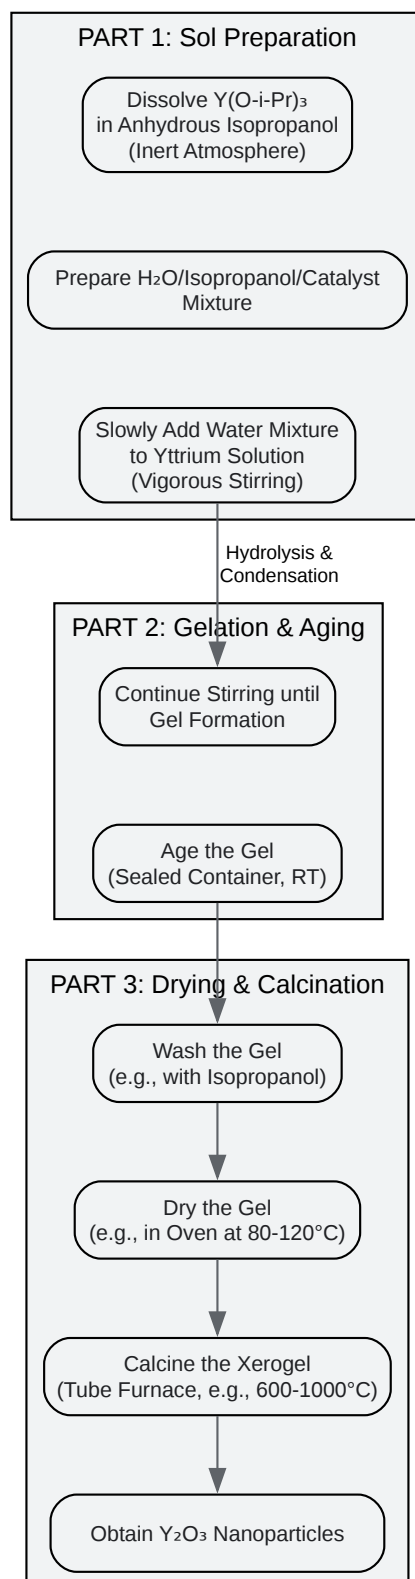 PART 1: Sol Preparation
Dissolve Y(O-i-Pr)₃
in Anhydrous Isopropanol
(Inert Atmosphere)
Prepare H₂O/Isopropanol/Catalyst
Mixture
Slowly Add Water Mixture
to Yttrium Solution
(Vigorous Stirring)
Hydrolysis &
Condensation
PART 2: Gelation & Aging
Continue Stirring until
Gel Formation
Age the Gel
(Sealed Container, RT)
PART 3: Drying & Calcination
Wash the Gel
(e.g., with Isopropanol)
Dry the Gel
(e.g., in Oven at 80-120°C)
Calcine the Xerogel
(Tube Furnace, e.g., 600-1000°C)
Obtain Y₂O₃ Nanoparticles